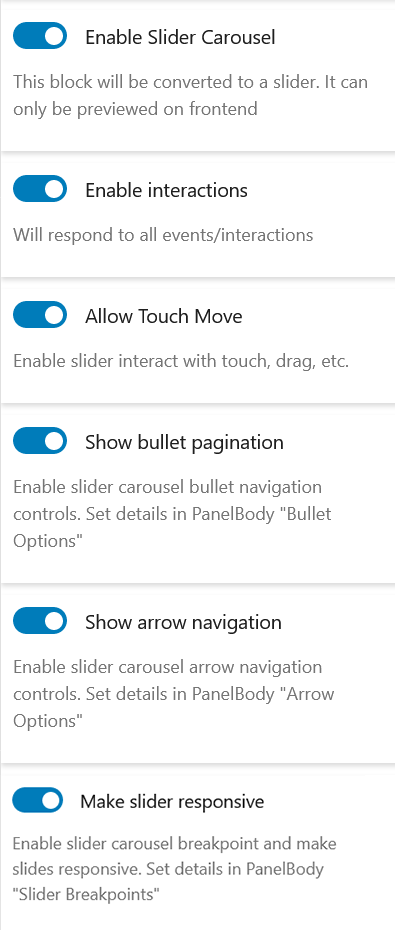 Enable Slider Carousel
This block will be converted to a slider. It can
only be previewed on frontend
Enable interactions
Will respond to all events/interactions
Allow Touch Move
Enable slider interact with touch, drag, etc.
Show bullet pagination
Enable slider carousel bullet navigation
controls. Set details in PanelBody "Bullet
Options"
Show arrow navigation
Enable slider carousel arrow navigation
controls. Set details in PanelBody "Arrow
Options"
Make slider responsive
Enable slider carousel breakpoint and make
slides responsive. Set details in PanelBody
"Slider Breakpoints"